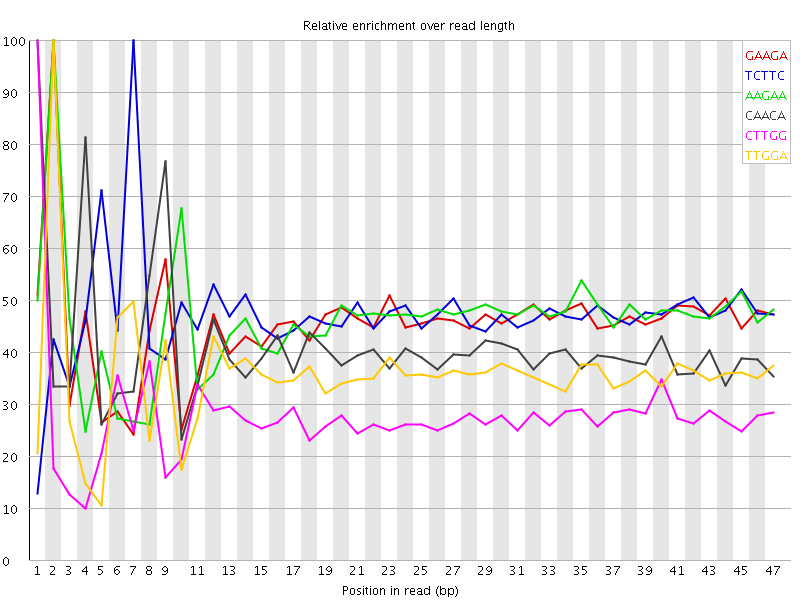 Relative enrichment over read length
100
90
80
70
60
50
40
30
20
10
0
GAAGA
TCTTC
AAGAA
CAACA
CTTGG
TTGGA
1 2 3 4 5 6 7 8 9 11 13 15 17 19 21 23 25 27 29 31 33 35 37 39 41 43 45 47
Position in read (bp)